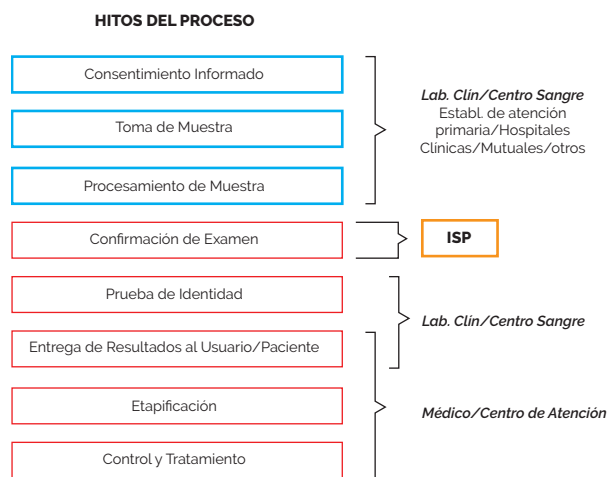 HITOS DEL PROCESO
Consentimiento Informado
Toma de Muestra
Procesamiento de Muestra
Lab. Clín/Centro Sangre
Establ. de atención
primaria/Hospitales
Clínicas/Mutuales/otros
Confirmación de Examen
ISP
Prueba de Identidad
Entrega de Resultados al Usuario/Paciente
Lab. Clín/Centro Sangre
Etapificación
Control y Tratamiento
Médico/Centro de Atención